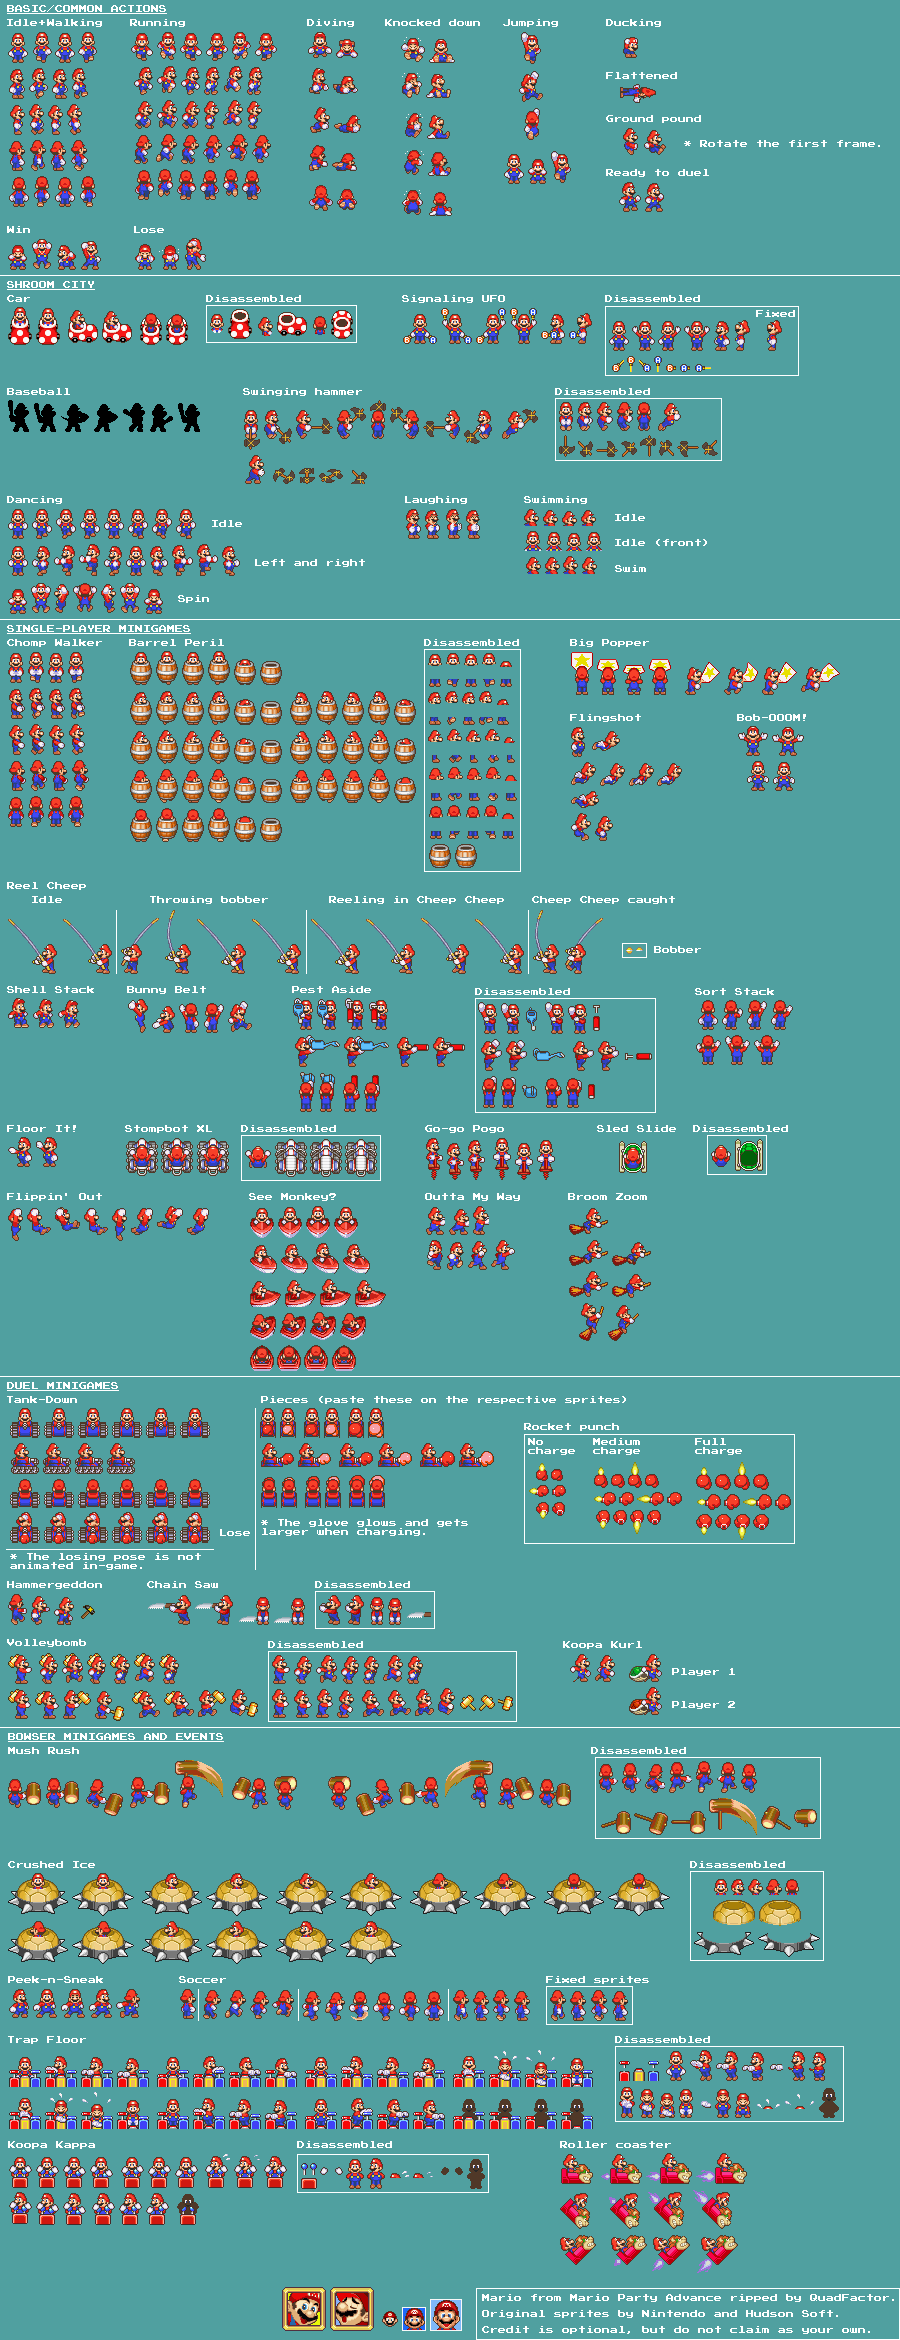 BASIC/COMMON ACTIONS
Idle+Walking
Running
Diving
Knocked down
Jumping
Ducking
Flattened
Ground pound
* Rotate the first frame.
Ready to duel
Win
Lose
SHROOM CITY
Car
Disassembled
Signaling UFO
Disassembled
Fixed
Baseball
Swinging hammer
Disassembled
Dancing
Idle
Left and right
Spin
Laughing
Swimming
Idle
Idle (front)
Swim
SINGLE-PLAYER MINIGAMES
Chomp Walker
Barrel Peril
Disassembled
Big Popper
Flingshot
Bob-OOOM!
Reel Cheep
Idle
Throwing bobber
Reeling in Cheep Cheep
Cheep Cheep caught
Bobber
Shell Stack
Bunny Belt
Pest Aside
Disassembled
Sort Stack
Floor It!
Stompbot XL
Disassembled
Go-go Pogo
Sled Slide
Disassembled
Flippin' Out
See Monkey?
Outta My Way
Broom Zoom
DUEL MINIGAMES
Tank-Down
Lose
* The losing pose is not
animated in-game.
Pieces (paste these on the respective sprites)
* The glove glows and gets
larger when charging.
Rocket punch
No
charge
Medium
charge
Full
charge
Hammergeddon
Chain Saw
Disassembled
Volleybomb
Disassembled
Koopa Kurl
Player 1
Player 2
BOWSER MINIGAMES AND EVENTS
Mush Rush
Disassembled
Crushed Ice
Disassembled
Peek-n-Sneak
Soccer
Fixed sprites
Trap Floor
Disassembled
Koopa Kappa
Disassembled
Roller coaster
Mario from Mario Party Advance ripped by QuadFactor.
Original sprites by Nintendo and Hudson Soft.
Credit is optional, but do not claim as your own.